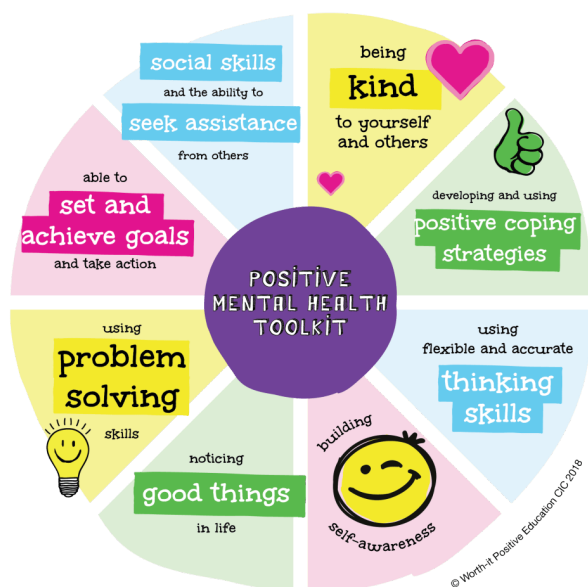 POSITIVE
MENTAL HEALTH
TOOLKIT
being
kind
to yourself
and others
developing and using
positive coping
strategies
using
flexible and accurate
thinking
skills
building
self-awareness
noticing
good things
in life
using
problem
solving
skills
able to
set and
achieve goals
and take action
social skills
and the ability to
seek assistance
from others
© Worth-it Positive Education CIC 2018